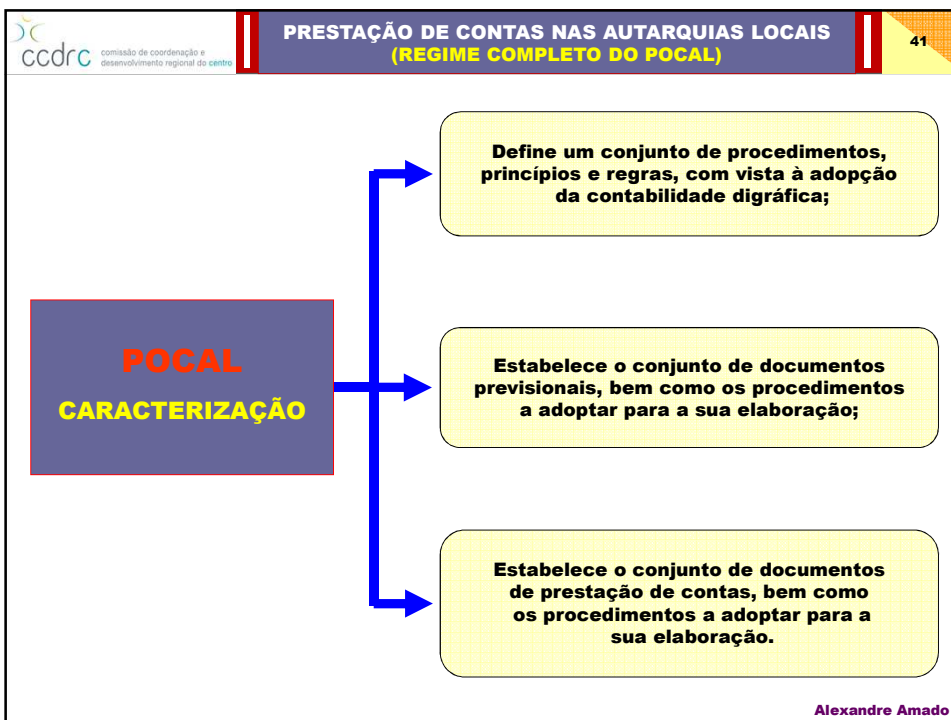 ccdrc
comissão de coordenação e
desenvolvimento regional do centro
PRESTAÇÃO DE CONTAS NAS AUTARQUIAS LOCAIS
(REGIME COMPLETO DO POCAL)
41
Define um conjunto de procedimentos,
princípios e regras, com vista à adopção
da contabilidade digráfica;
POCAL
CARACTERIZAÇÃO
Estabelece o conjunto de documentos
previsionais, bem como os procedimentos
a adoptar para a sua elaboração;
Estabelece o conjunto de documentos
de prestação de contas, bem como
os procedimentos a adoptar para a
sua elaboração.
Alexandre Amado